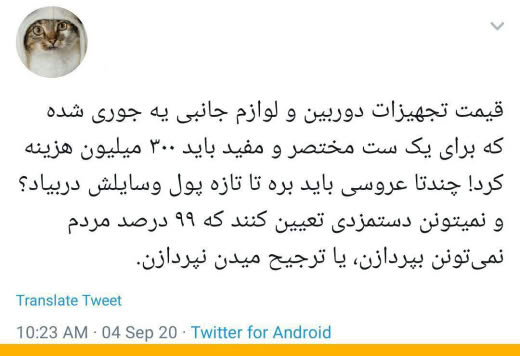 قیمت تجهیزات دوربین و لوازم جانبی یه جوری شده
که برای یک ست مختصر و مفید باید ۳۰۰ میلیون هزینه
کرد! چندتا عروسی باید بره تا تازه پول وسایلش دربیاد؟
و نمیتونن دستمزدی تعیین کنند که ۹۹ درصد مردم
نمی‌تونن بپردازن، یا ترجیح میدن نپردازن.
Translate Tweet
10:23 AM · 04 Sep 20 · Twitter for Android